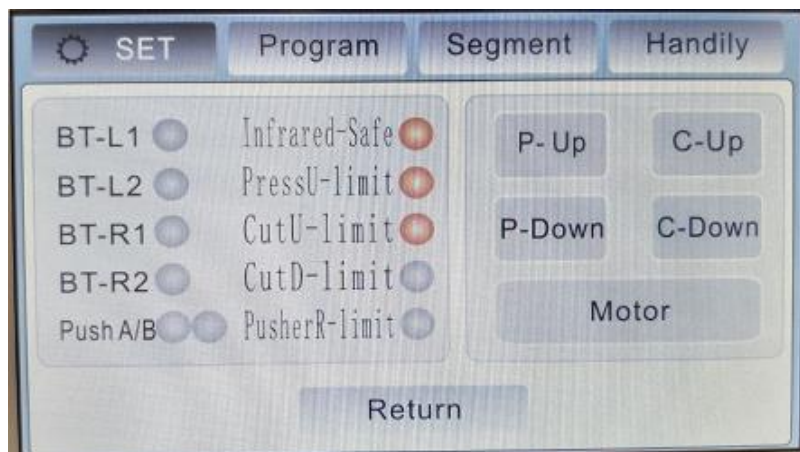 SET Program Segment Handily
BT-L1 Infrared-Safe P-Up C-Up
BT-L2 PressU-limit
BT-R1 CutU-limit P-Down C-Down
BT-R2 CutD-limit
Push A/B PusherR-limit Motor
Return